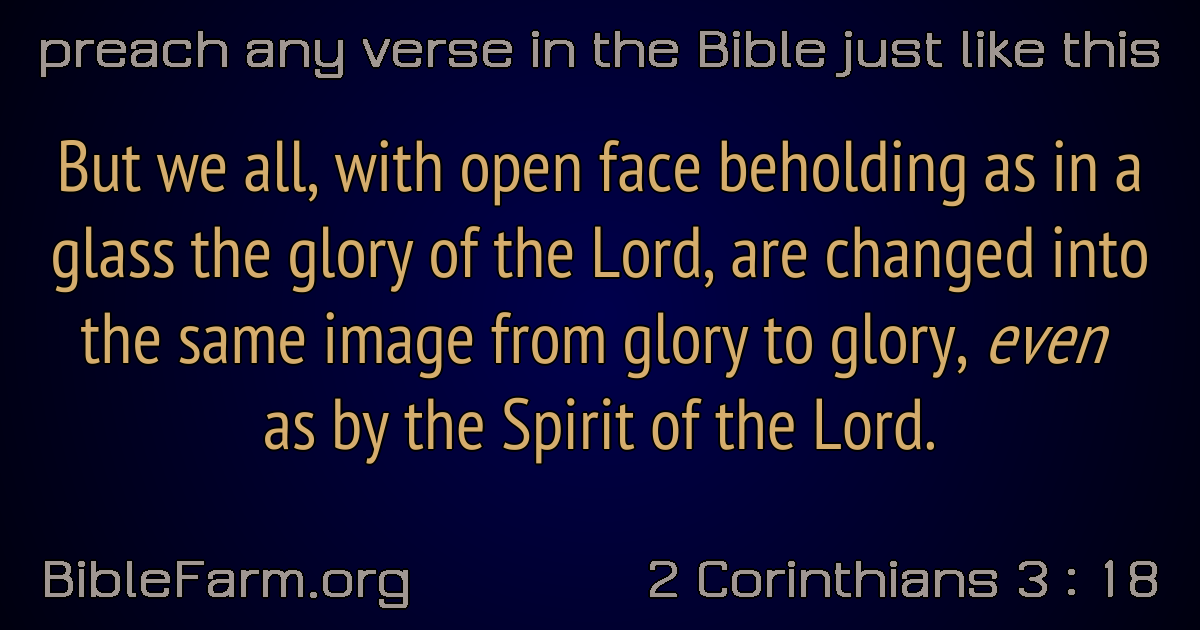 preach any verse in the Bible just like this
But we all, with open face beholding as in a
glass the glory of the Lord, are changed into
the same image from glory to glory, even
as by the Spirit of the Lord.
BibleFarm.org
2 Corinthians 3 : 18